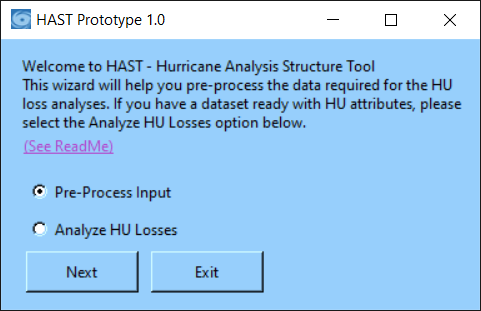 HAST Prototype 1.0
Welcome to HAST - Hurricane Analysis Structure Tool
This wizard will help you pre-process the data required for the HU
loss analyses. If you have a dataset ready with HU attributes, please
select the Analyze HU Losses option below.
(See ReadMe)
Pre-Process Input
Analyze HU Losses
Next Exit